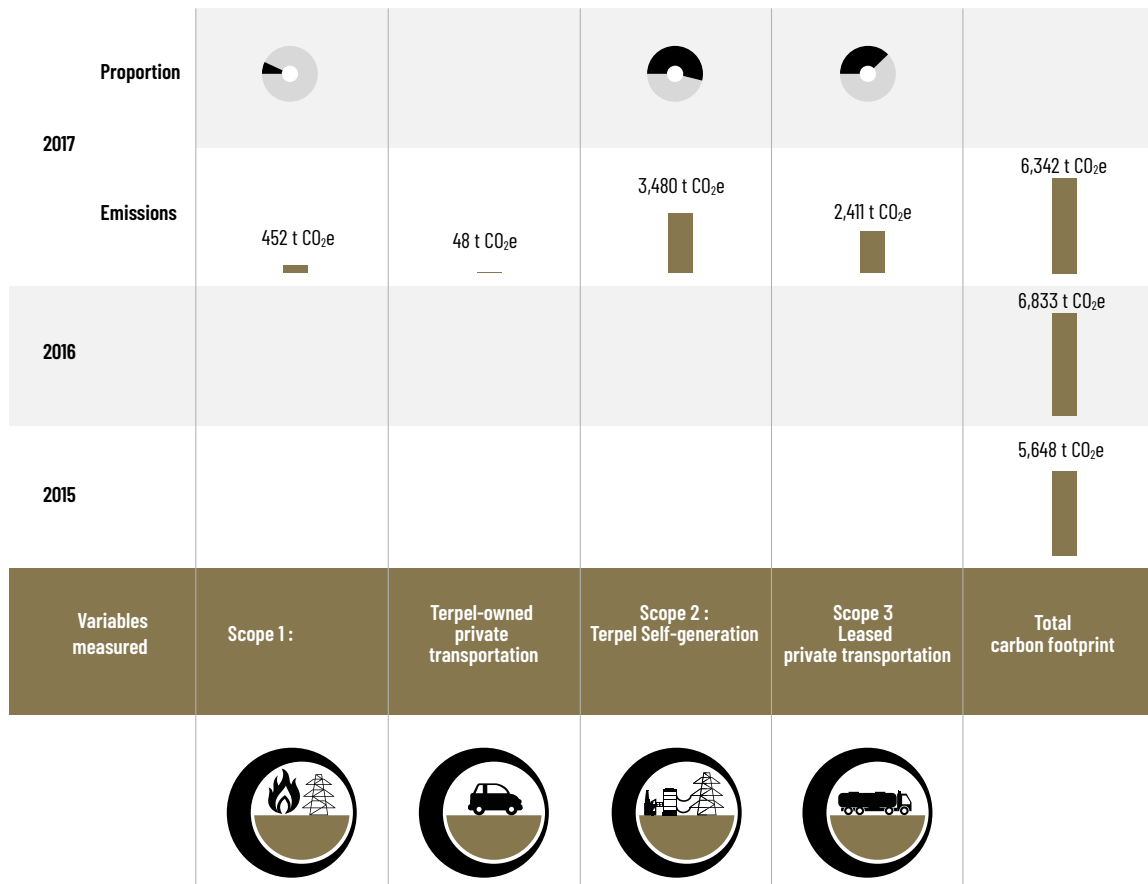 Proportion
2017
Emissions
452 t CO₂e
48 t CO₂e
3,480 t CO₂e
2,411 t CO₂e
6,342 t CO₂e
2016
6,833 t CO₂e
2015
5,648 t CO₂e
Variables
measured
Scope 1 :
Terpel-owned
private
transportation
Scope 2 :
Terpel Self-generation
Scope 3
Leased
private transportation
Total
carbon footprint